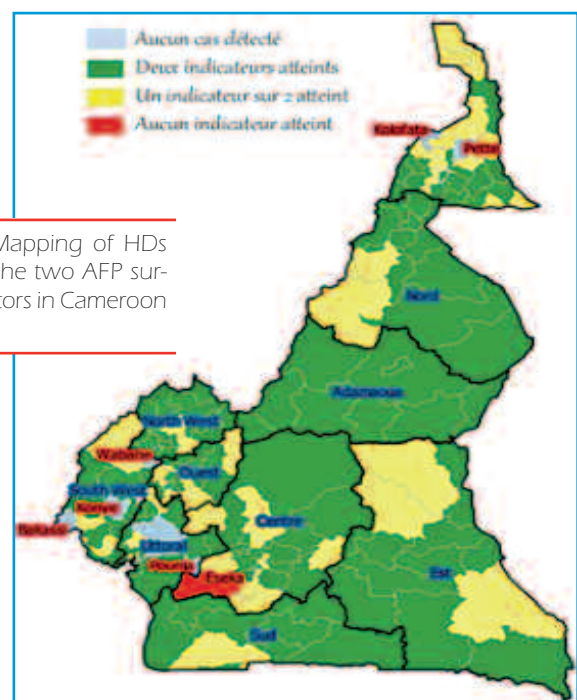 Aucun cas détecté
Deux indicateurs atteints
Un indicateur sur 2 atteint
Aucun indicateur atteint
Mapping of HDs
he two AFP sur-
tors in Cameroon
Kolofata
Pette
Nord
Adamaoua
North West
Wabane
Ouest
South West
Konye
Bakassi
Littoral
Centre
Pouma
Eseka
Est
Sud